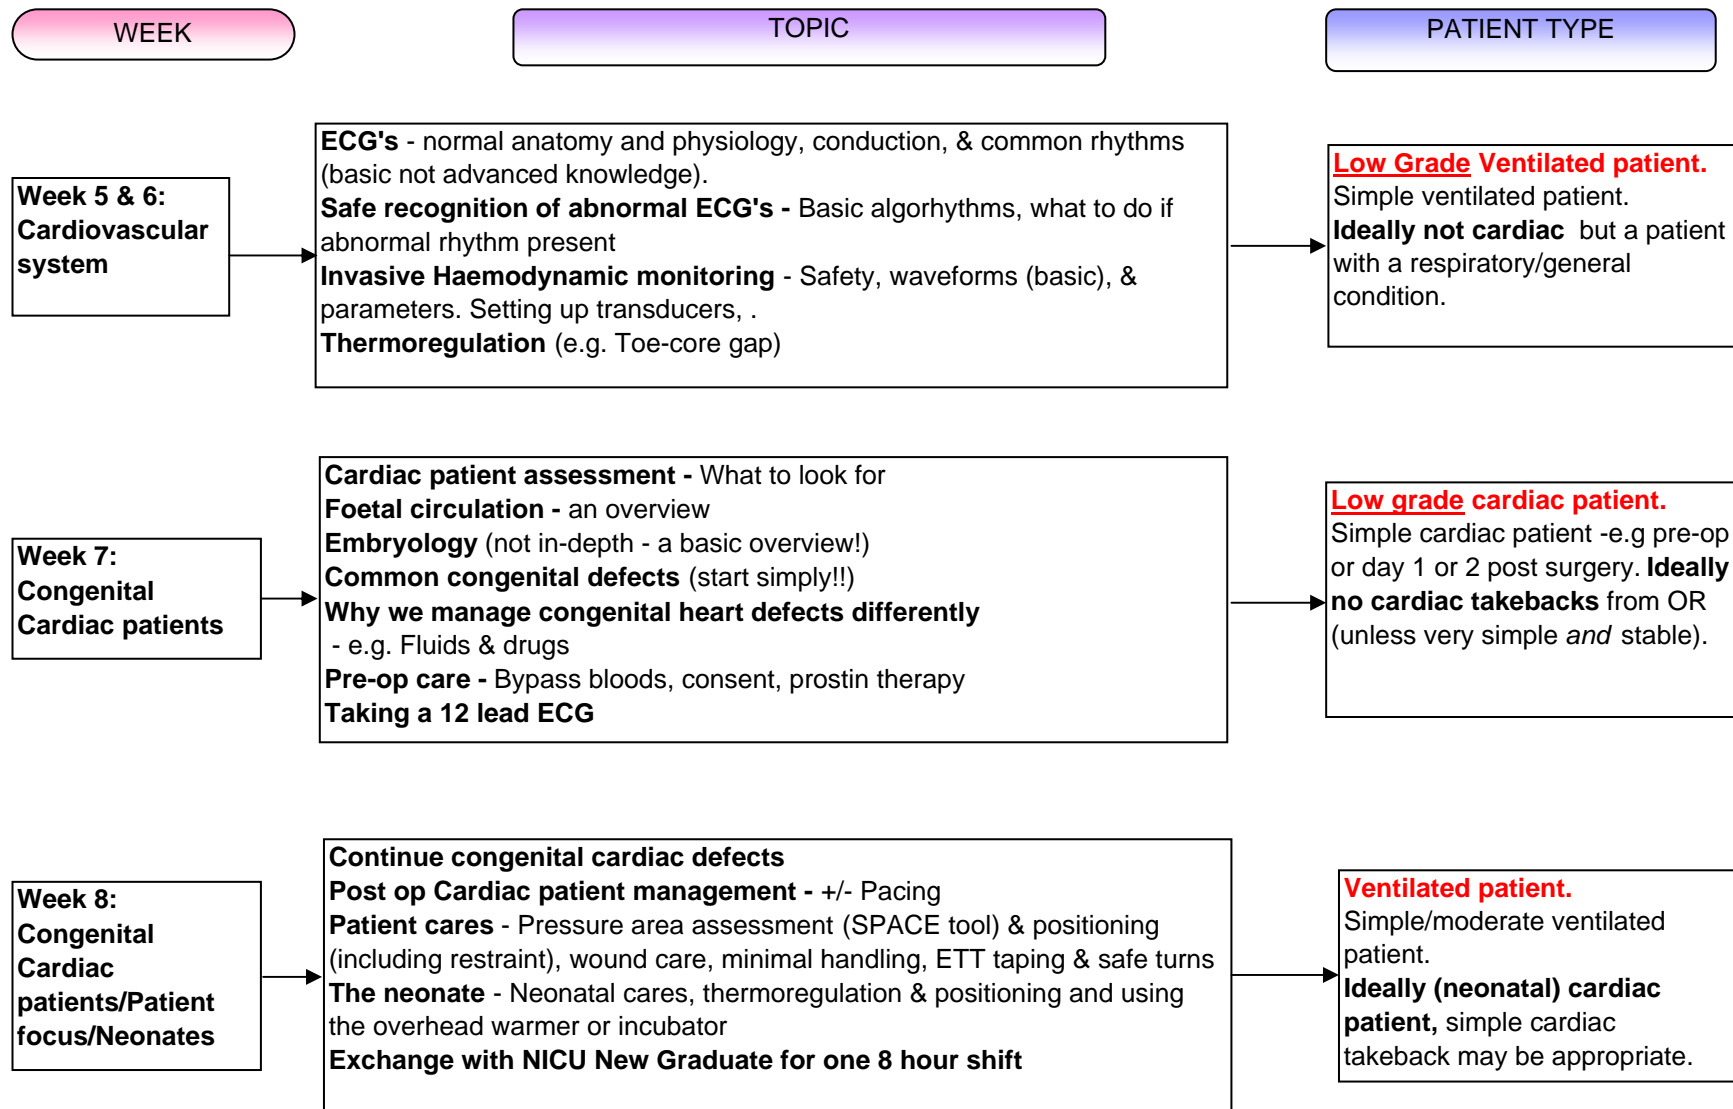 WEEK
TOPIC
PATIENT TYPE
Week 5 & 6:
Cardiovascular
system
ECG's - normal anatomy and physiology, conduction, & common rhythms
(basic not advanced knowledge).
Safe recognition of abnormal ECG's - Basic algorhythms, what to do if
abnormal rhythm present
Invasive Haemodynamic monitoring - Safety, waveforms (basic), &
parameters. Setting up transducers, .
Thermoregulation (e.g. Toe-core gap)
Low Grade Ventilated patient.
Simple ventilated patient.
Ideally not cardiac but a patient
with a respiratory/general
condition.
Week 7:
Congenital
Cardiac patients
Cardiac patient assessment - What to look for
Foetal circulation - an overview
Embryology (not in-depth - a basic overview!)
Common congenital defects (start simply!!)
Why we manage congenital heart defects differently
- e.g. Fluids & drugs
Pre-op care - Bypass bloods, consent, prostin therapy
Taking a 12 lead ECG
Low grade cardiac patient.
Simple cardiac patient -e.g pre-op
or day 1 or 2 post surgery. Ideally
no cardiac takebacks from OR
(unless very simple and stable).
Week 8:
Congenital
Cardiac
patients/Patient
focus/Neonates
Continue congenital cardiac defects
Post op Cardiac patient management - +/- Pacing
Patient cares - Pressure area assessment (SPACE tool) & positioning
(including restraint), wound care, minimal handling, ETT taping & safe turns
The neonate - Neonatal cares, thermoregulation & positioning and using
the overhead warmer or incubator
Exchange with NICU New Graduate for one 8 hour shift
Ventilated patient.
Simple/moderate ventilated
patient.
Ideally (neonatal) cardiac
patient, simple cardiac
takeback may be appropriate.